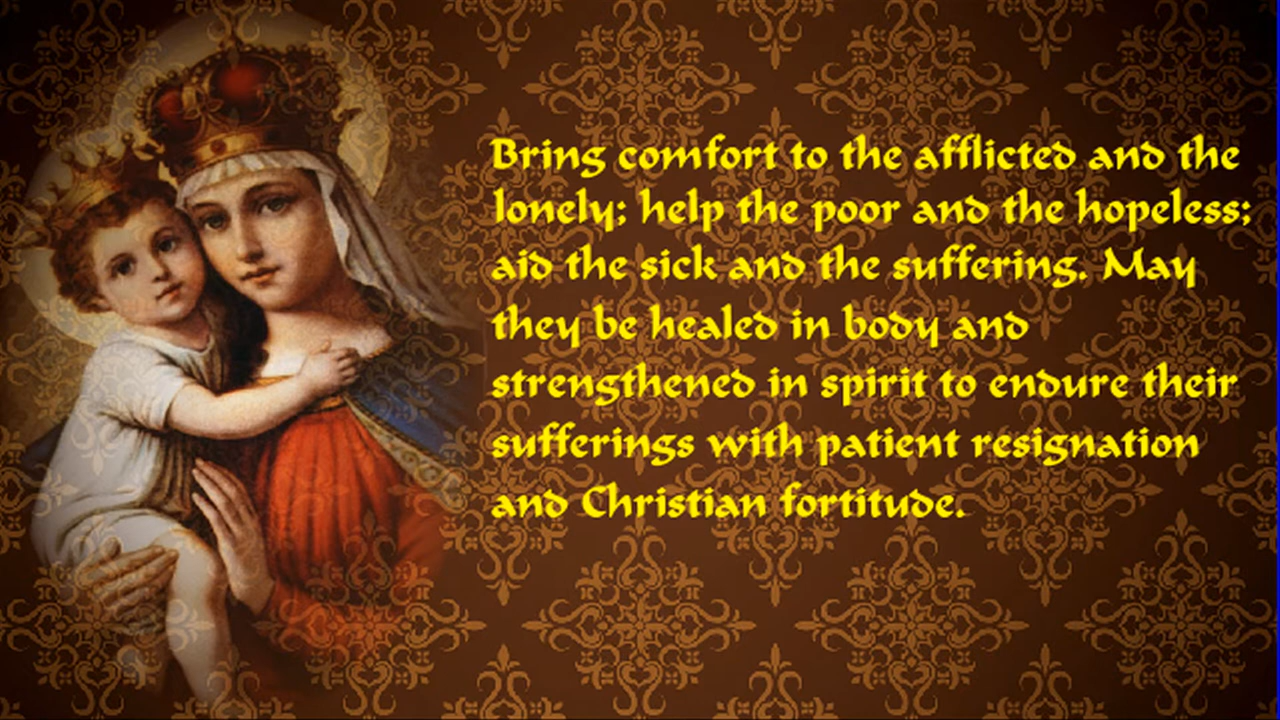 Bring comfort to the afflicted and the
lonely; help the poor and the hopeless;
aid the sick and the suffering. May
they be healed in body and
strengthened in spirit to endure their
sufferings with patient resignation
and Christian fortitude.